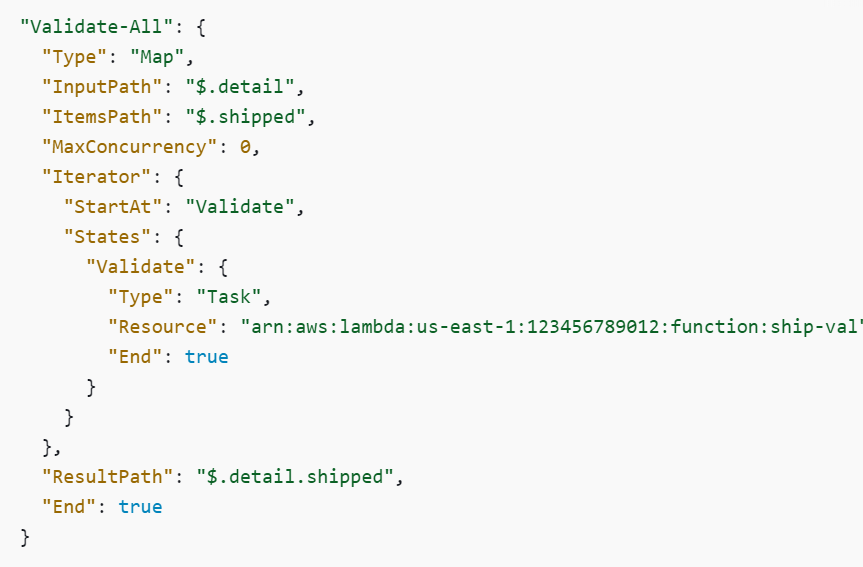 "Validate-All": {
  "Type": "Map",
  "InputPath": "$.detail",
  "ItemsPath": "$.shipped",
  "MaxConcurrency": 0,
  "Iterator": {
    "StartAt": "Validate",
    "States": {
      "Validate": {
        "Type": "Task",
        "Resource": "arn:aws:lambda:us-east-1:123456789012:function:ship-val"
        "End": true
      }
    }
  },
  "ResultPath": "$.detail.shipped",
  "End": true
}